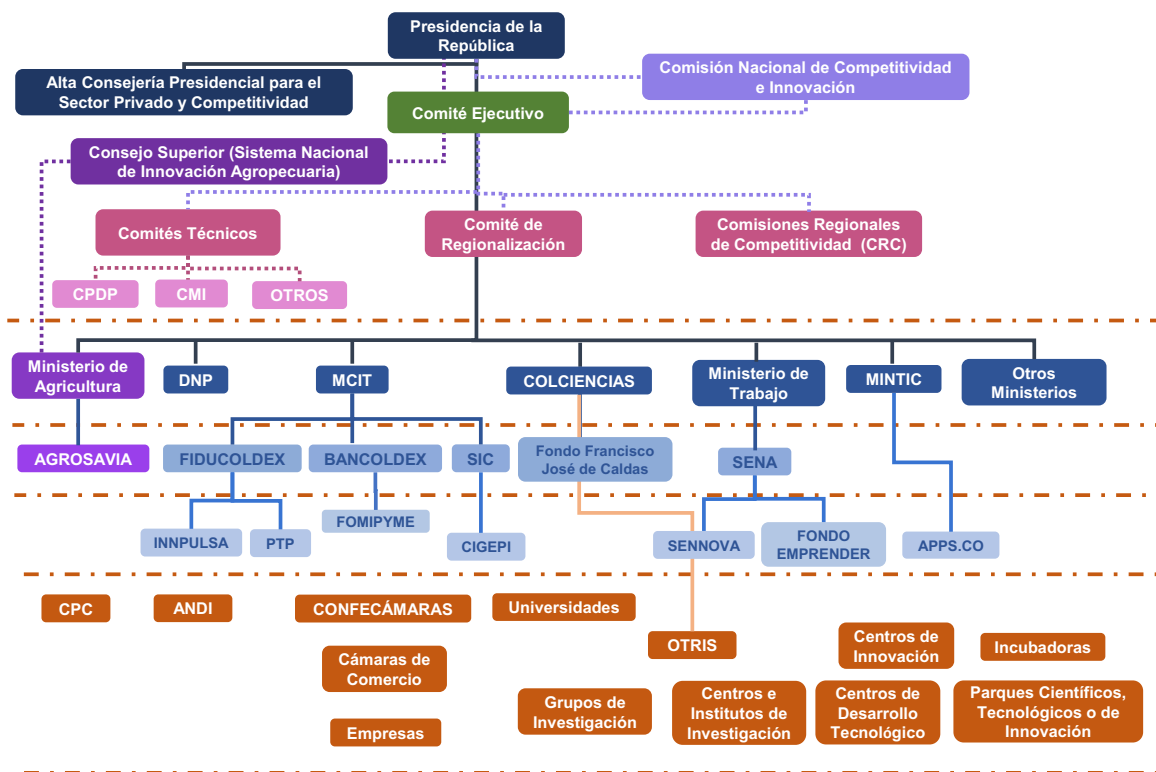 Presidencia de la
República
Alta Consejería Presidencial para el
Sector Privado y Competitividad
Comisión Nacional de Competitividad
e Innovación
Comité Ejecutivo
Consejo Superior (Sistema Nacional
de Innovación Agropecuaria)
Comités Técnicos
Comité de
Regionalización
Comisiones Regionales
de Competitividad (CRC)
CPDP
CMI
OTROS
Ministerio de
Agricultura
DNP
MCIT
COLCIENCIAS
Ministerio de
Trabajo
MINTIC
Otros
Ministerios
AGROSAVIA
FIDUCOLDEX
BANCOLDEX
SIC
Fondo Francisco
José de Caldas
SENA
INNPULSA
PTP
FOMIPYME
CIGEPI
SENNOVA
FONDO
EMPRENDER
APPS.CO
CPC
ANDI
CONFECÁMARAS
Universidades
OTRIS
Centros de
Innovación
Incubadoras
Cámaras de
Comercio
Grupos de
Investigación
Centros e
Institutos de
Investigación
Centros de
Desarrollo
Tecnológico
Parques Científicos,
Tecnológicos o de
Innovación
Empresas